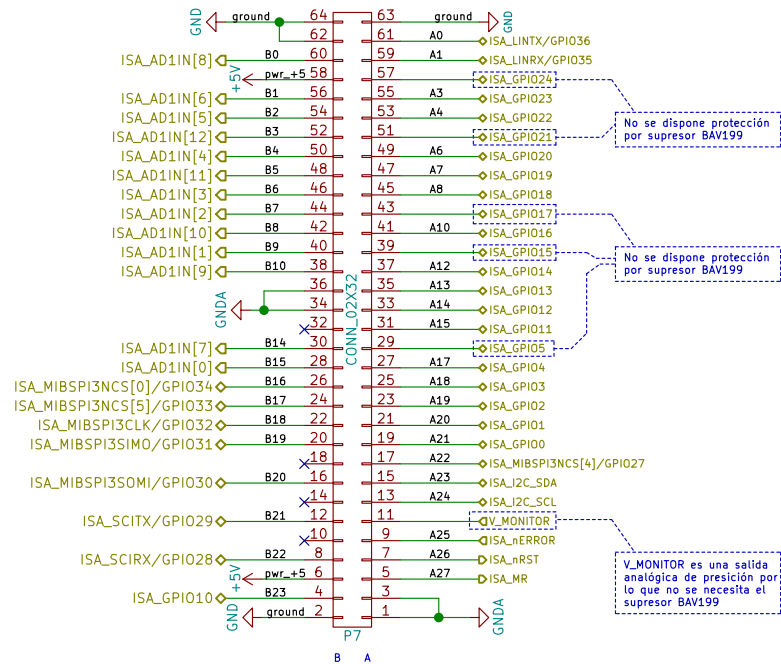 GND ground 64 63 ground GND
62 61 A0 ISA_LINTX/GPIO36
ISA_AD1IN[8] B0 60 59 A1 ISA_LINRX/GPIO35
+5V pwr_+5 58 57 ISA_GPIO24
ISA_AD1IN[6] B1 56 55 A3 ISA_GPIO23
ISA_AD1IN[5] B2 54 53 A4 ISA_GPIO22
ISA_AD1IN[12] B3 52 51 ISA_GPIO21
ISA_AD1IN[4] B4 50 49 A6 ISA_GPIO20
ISA_AD1IN[11] B5 48 47 A7 ISA_GPIO19
ISA_AD1IN[3] B6 46 45 A8 ISA_GPIO18
ISA_AD1IN[2] B7 44 43 ISA_GPIO17
ISA_AD1IN[10] B8 42 41 A10 ISA_GPIO16
ISA_AD1IN[1] B9 40 39 ISA_GPIO15
ISA_AD1IN[9] B10 38 37 A12 ISA_GPIO14
36 35 A13 ISA_GPIO13
GNDA 34 33 A14 ISA_GPIO12
32 31 A15 ISA_GPIO11
ISA_AD1IN[7] B14 30 29 ISA_GPIO5
ISA_AD1IN[0] B15 28 27 A17 ISA_GPIO4
ISA_MIBSPI3NCS[0]/GPIO34 B16 26 25 A18 ISA_GPIO3
ISA_MIBSPI3NCS[5]/GPIO33 B17 24 23 A19 ISA_GPIO2
ISA_MIBSPI3CLK/GPIO32 B18 22 21 A20 ISA_GPIO1
ISA_MIBSPI3SIMO/GPIO31 B19 20 19 A21 ISA_GPIO0
18 17 A22 ISA_MIBSPI3NCS[4]/GPIO27
ISA_MIBSPI3SOMI/GPIO30 B20 16 15 A23 ISA_I2C_SDA
14 13 A24 ISA_I2C_SCL
ISA_SCITX/GPIO29 B21 12 11 V_MONITOR
10 9 A25 ISA_nERROR
ISA_SCIRX/GPIO28 B22 8 7 A26 ISA_nRST
+5V pwr_+5 6 5 A27 ISA_MR
ISA_GPIO10 B23 4 3
GND ground 2 1 GNDA
CONN_02X32
P7
B A
No se dispone protección
por supresor BAV199
No se dispone protección
por supresor BAV199
V_MONITOR es una salida
analógica de presición por
lo que no se necesita el
supresor BAV199